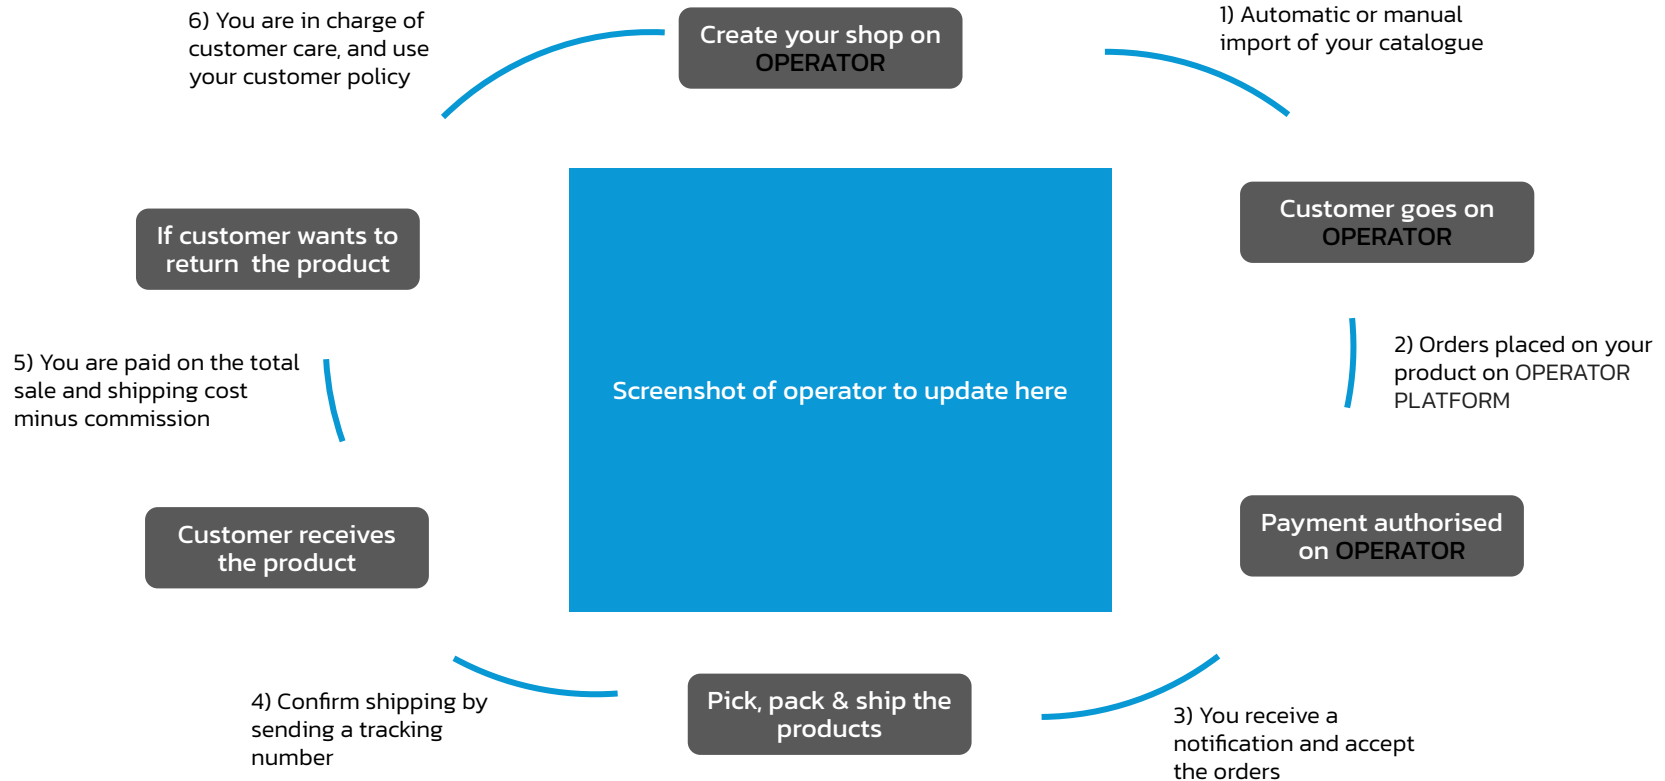 6) You are in charge of
customer care, and use
your customer policy
Create your shop on
OPERATOR
1) Automatic or manual
import of your catalogue
If customer wants to
return  the product
Customer goes on
OPERATOR
5) You are paid on the total
sale and shipping cost
minus commission
Screenshot of operator to update here
2) Orders placed on your
product on OPERATOR
PLATFORM
Customer receives
the product
Payment authorised
on OPERATOR
4) Confirm shipping by
sending a tracking
number
Pick, pack & ship the
products
3) You receive a
notification and accept
the orders